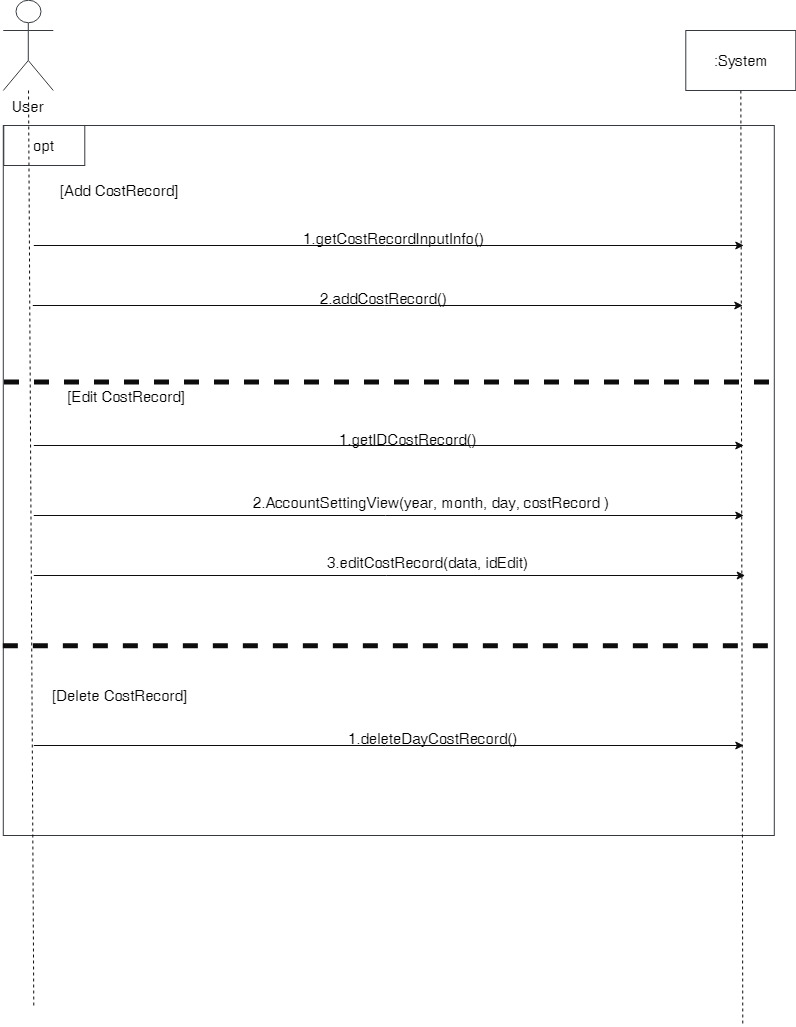 User
:System
opt
[Add CostRecord]
1.getCostRecordInputInfo()
2.addCostRecord()
[Edit CostRecord]
1.getIDCostRecord()
2.AccountSettingView(year, month, day, costRecord )
3.editCostRecord(data, idEdit)
[Delete CostRecord]
1.deleteDayCostRecord()